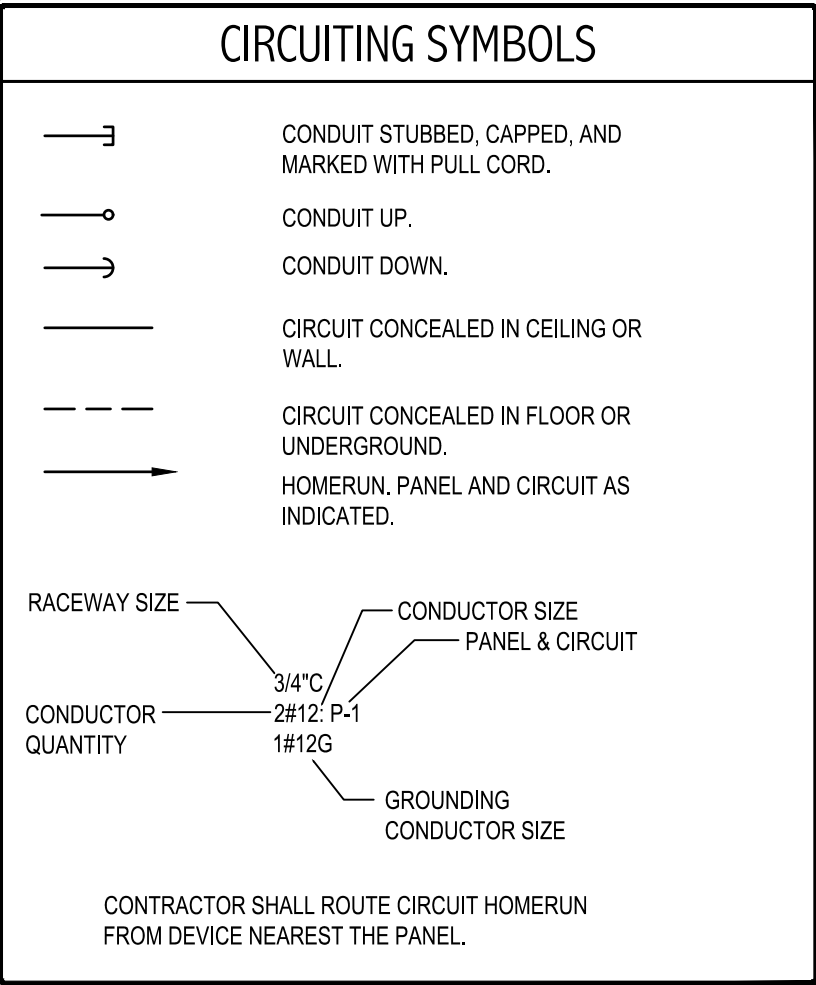 CIRCUITING SYMBOLS
CONDUIT STUBBED, CAPPED, AND
MARKED WITH PULL CORD.
CONDUIT UP.
CONDUIT DOWN.
CIRCUIT CONCEALED IN CEILING OR
WALL.
CIRCUIT CONCEALED IN FLOOR OR
UNDERGROUND.
HOMERUN. PANEL AND CIRCUIT AS
INDICATED.
RACEWAY SIZE
CONDUCTOR SIZE
PANEL & CIRCUIT
3/4"C
CONDUCTOR
QUANTITY
2#12: P-1
1#12G
GROUNDING
CONDUCTOR SIZE
CONTRACTOR SHALL ROUTE CIRCUIT HOMERUN
FROM DEVICE NEAREST THE PANEL.